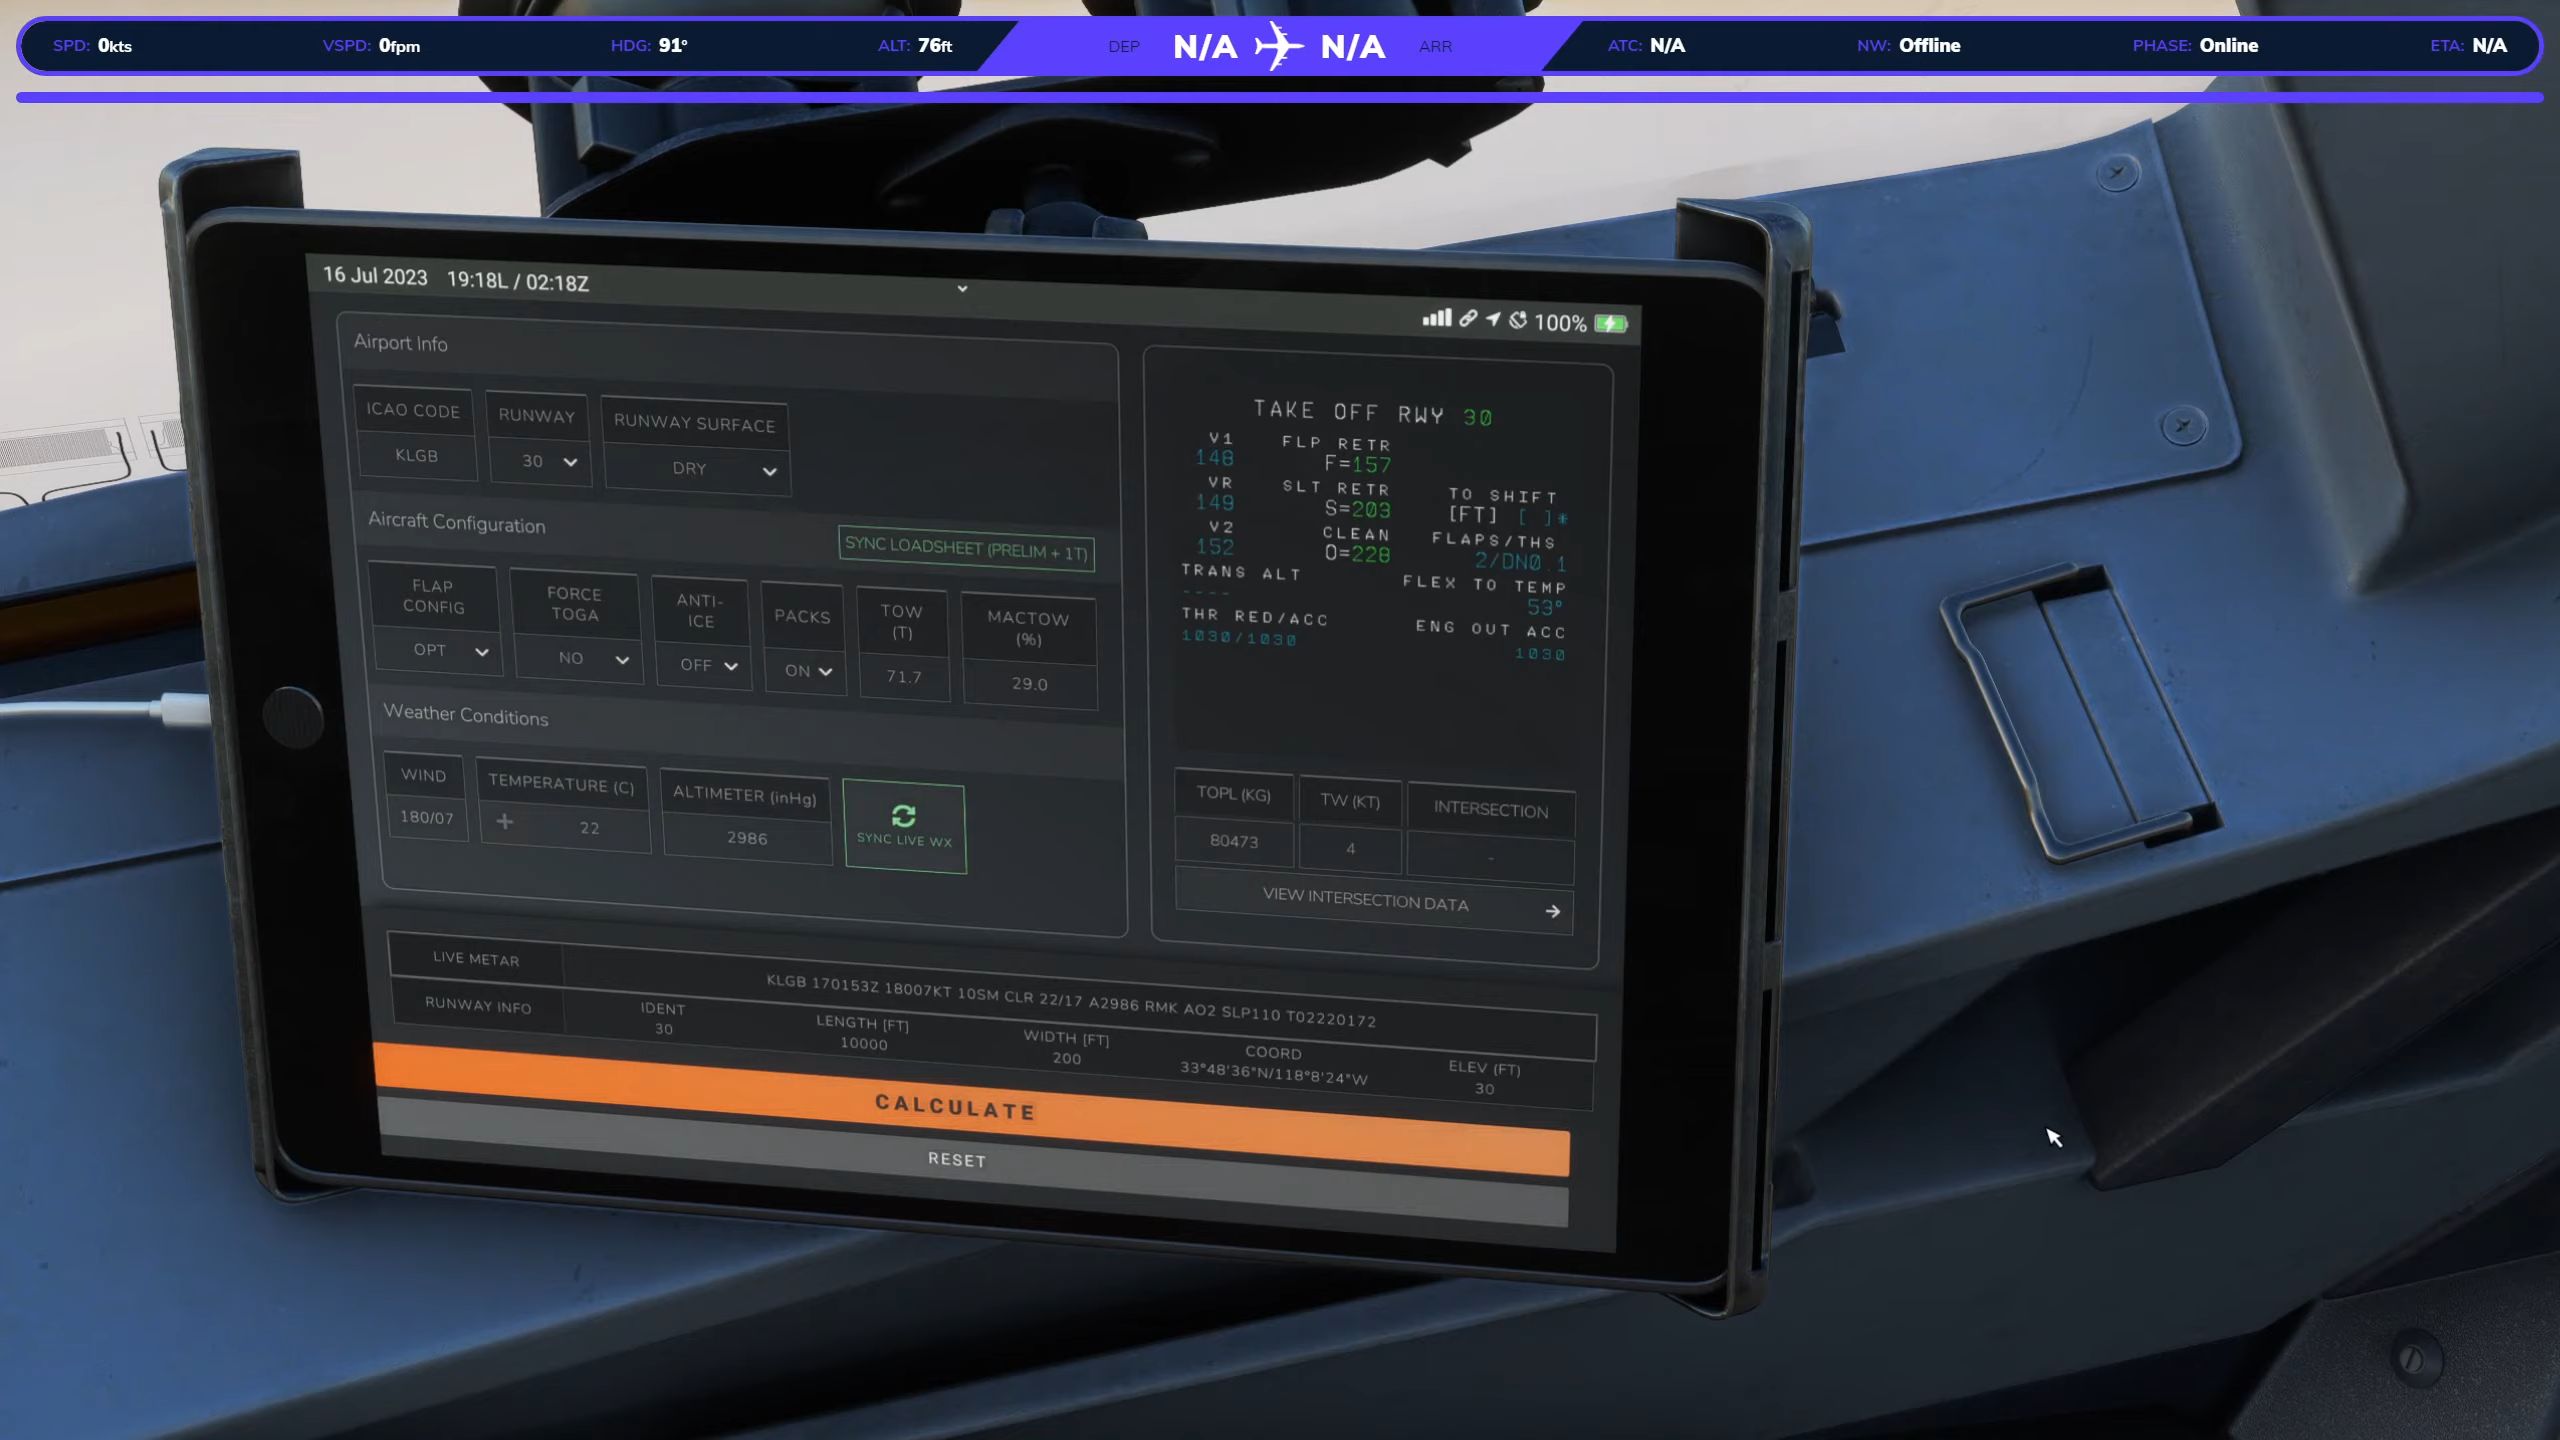 SPD: 0kts VSPD: 0fpm HDG: 91° ALT: 76ft DEP N/A N/A ARR ATC: N/A NW: Offline PHASE: Online ETA: N/A
16 Jul 2023 19:18L / 02:18Z
100%
Airport Info
ICAO CODE RUNWAY RUNWAY SURFACE
KLGB 30 DRY
Aircraft Configuration
SYNC LOADSHEET (PRELIM + 1T)
FLAP CONFIG FORCE TOGA ANTI-ICE PACKS TOW (T) MACTOW (%)
OPT NO OFF ON 71.7 29.0
Weather Conditions
WIND TEMPERATURE (C) ALTIMETER (inHg)
180/07 + 22 2986
SYNC LIVE WX
TAKE OFF RWY 30
V1 FLP RETR
148 F=157
VR SLT RETR TO SHIFT
149 S=203 [FT] [ ]*
V2 CLEAN FLAPS/THS
152 O=228 2/DN0.1
TRANS ALT FLEX TO TEMP
---- 53°
THR RED/ACC ENG OUT ACC
1030/1030 1030
TOPL (KG) TW (KT) INTERSECTION
80473 4 -
VIEW INTERSECTION DATA
LIVE METAR KLGB 170153Z 18007KT 10SM CLR 22/17 A2986 RMK AO2 SLP110 T02220172
RUNWAY INFO IDENT LENGTH [FT] WIDTH [FT] COORD ELEV (FT)
30 10000 200 33°48'36"N/118°8'24"W 30
CALCULATE
RESET